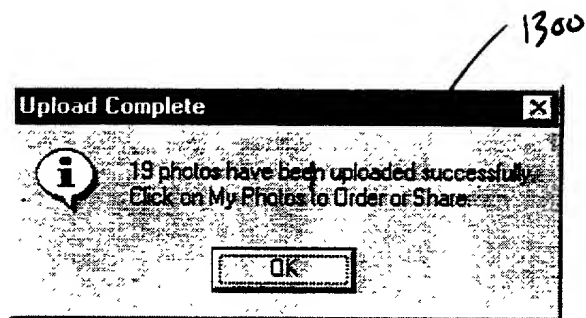 1300
Upload Complete
i
19 photos have been uploaded successfully.
Click on My Photos to Order or Share.
OK